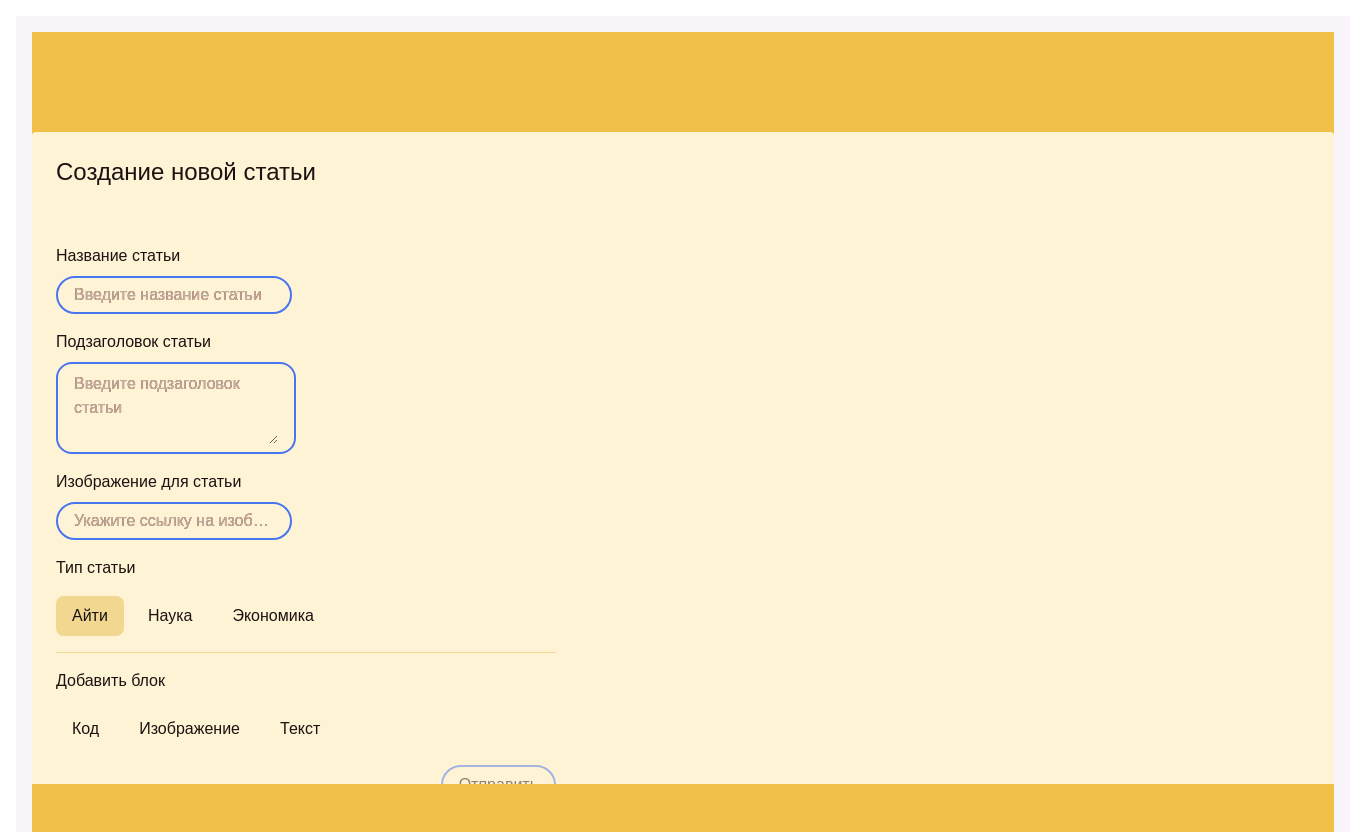 Создание новой статьи
Название статьи
Введите название статьи
Подзаголовок статьи
Введите подзаголовок
статьи
Изображение для статьи
Укажите ссылку на изоб…
Тип статьи
Айти Наука Экономика
Добавить блок
Код Изображение Текст
Отправить